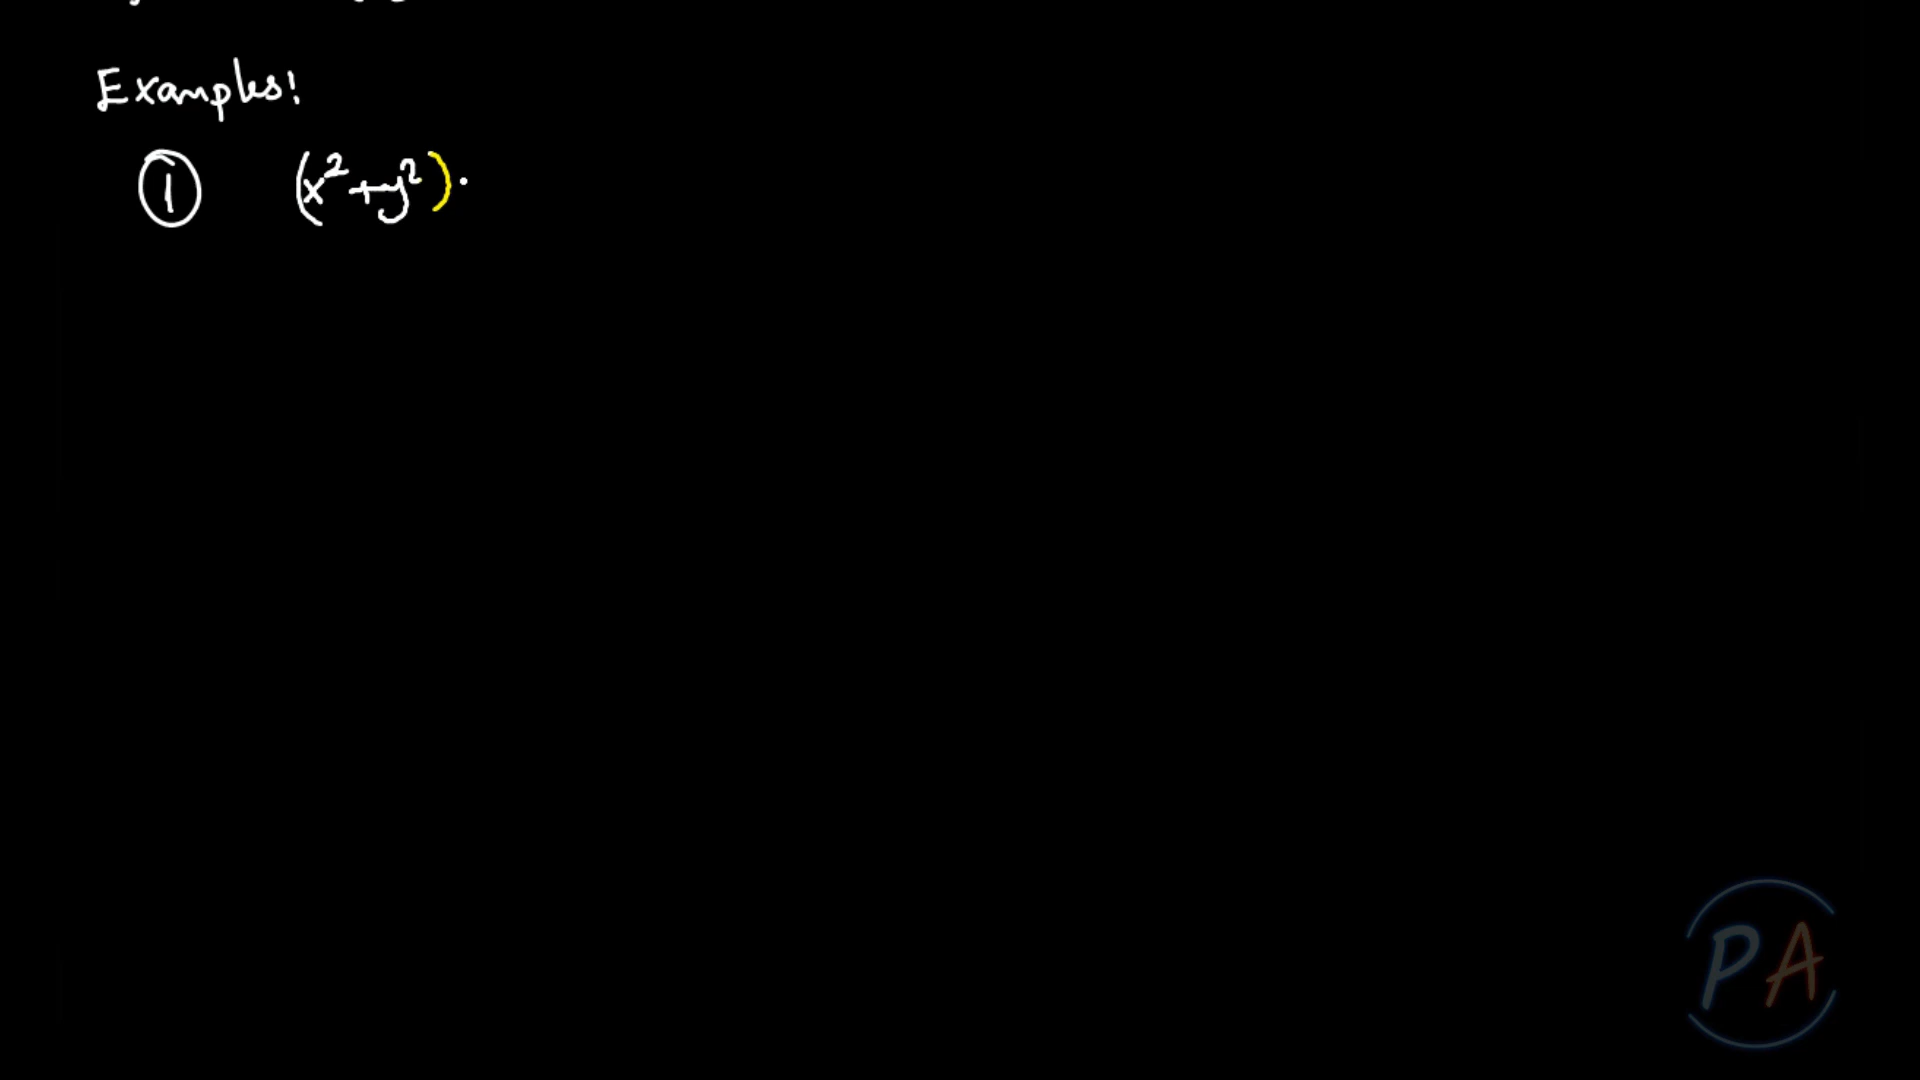 Examples:
① (x²+y²)
PA